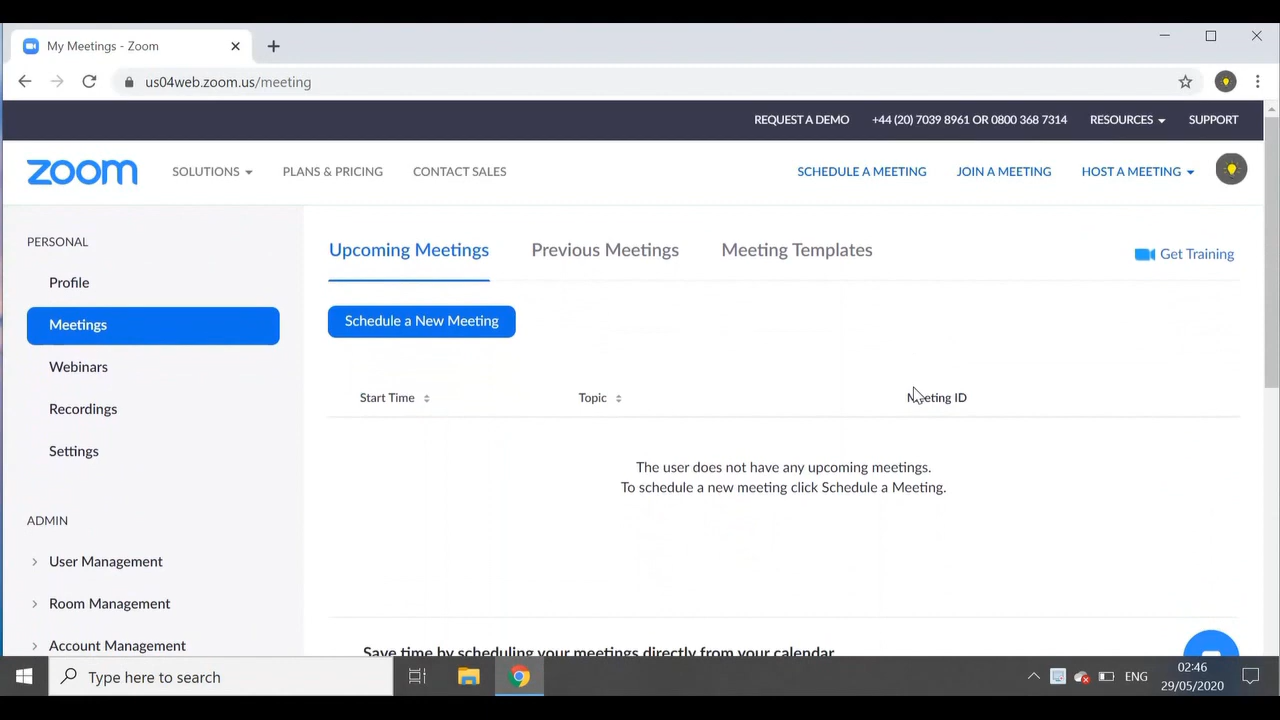 My Meetings - Zoom
us04web.zoom.us/meeting
REQUEST A DEMO +44 (20) 7039 8961 OR 0800 368 7314 RESOURCES SUPPORT
zoom SOLUTIONS PLANS & PRICING CONTACT SALES SCHEDULE A MEETING JOIN A MEETING HOST A MEETING
PERSONAL
Profile
Meetings
Webinars
Recordings
Settings
ADMIN
User Management
Room Management
Account Management
Upcoming Meetings Previous Meetings Meeting Templates Get Training
Schedule a New Meeting
Start Time Topic Meeting ID
The user does not have any upcoming meetings.
To schedule a new meeting click Schedule a Meeting.
Save time by scheduling your meetings directly from your calendar
Type here to search
ENG
02:46
29/05/2020